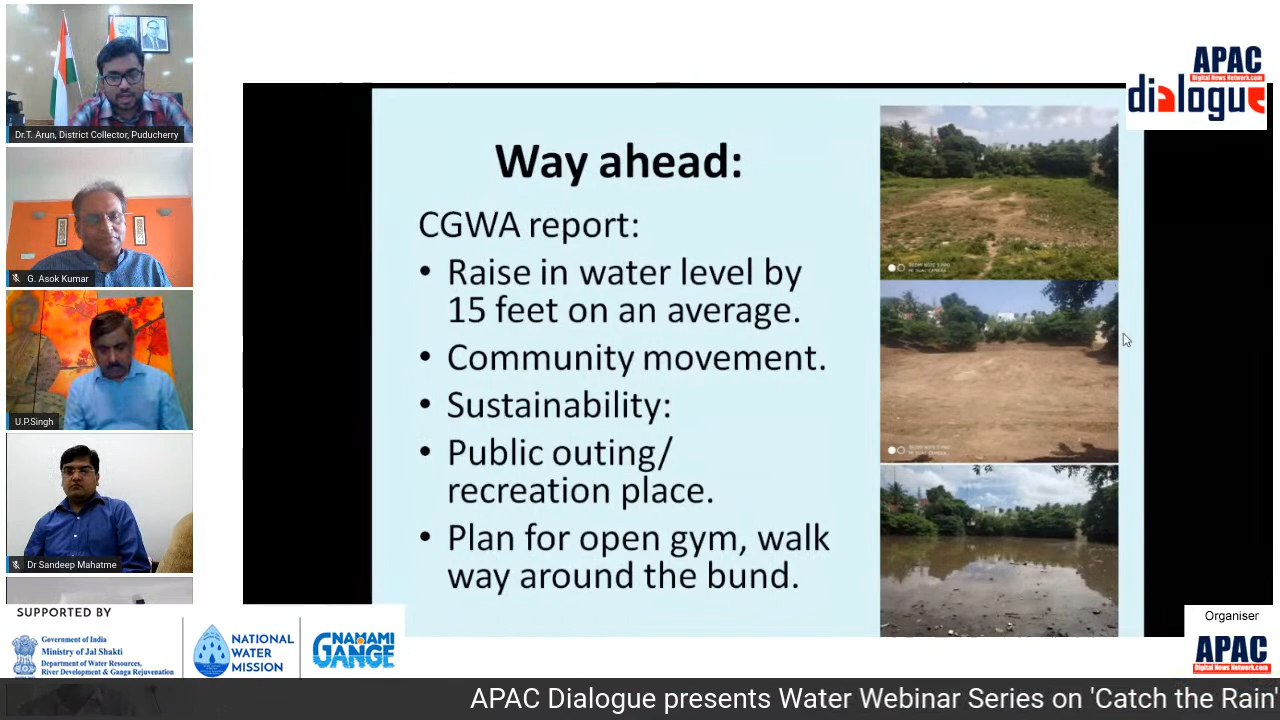 Dr.T. Arun, District Collector, Puducherry
G. Asok Kumar
U.P.Singh
Dr Sandeep Mahatme
SUPPORTED BY
Government of India
Ministry of Jal Shakti
Department of Water Resources,
River Development & Ganga Rejuvenation
NATIONAL
WATER
MISSION
NAMAMI
GANGE
Way ahead:
CGWA report:
• Raise in water level by
15 feet on an average.
• Community movement.
• Sustainability:
• Public outing/
recreation place.
• Plan for open gym, walk
way around the bund.
APAC
Digital News Network.com
dialogue
Organiser
APAC
Digital News Network.com
APAC Dialogue presents Water Webinar Series on 'Catch the Rain'